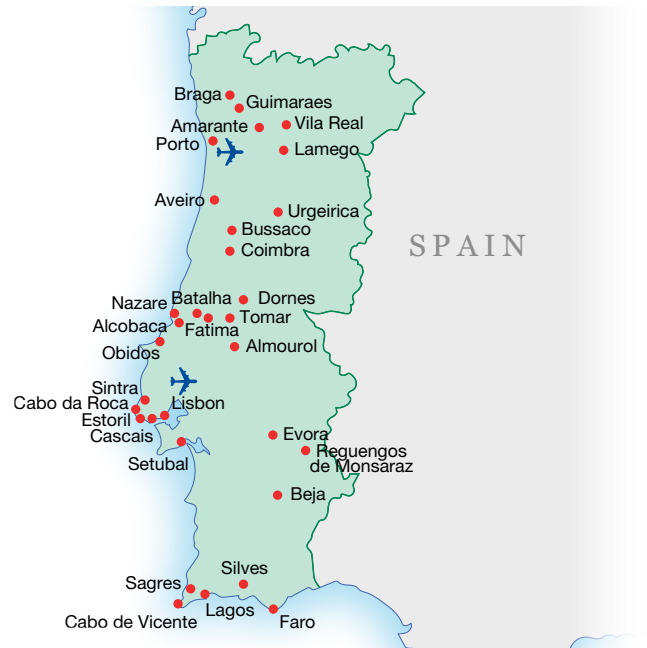 Braga
Guimaraes
Amarante
Vila Real
Porto
Lamego
Aveiro
Urgeirica
Bussaco
SPAIN
Coimbra
Nazare
Batalha
Dornes
Alcobaca
Fatima
Tomar
Obidos
Almourol
Sintra
Cabo da Roca
Lisbon
Estoril
Cascais
Evora
Setubal
Reguengos
de Monsaraz
Beja
Silves
Sagres
Lagos
Cabo de Vicente
Faro